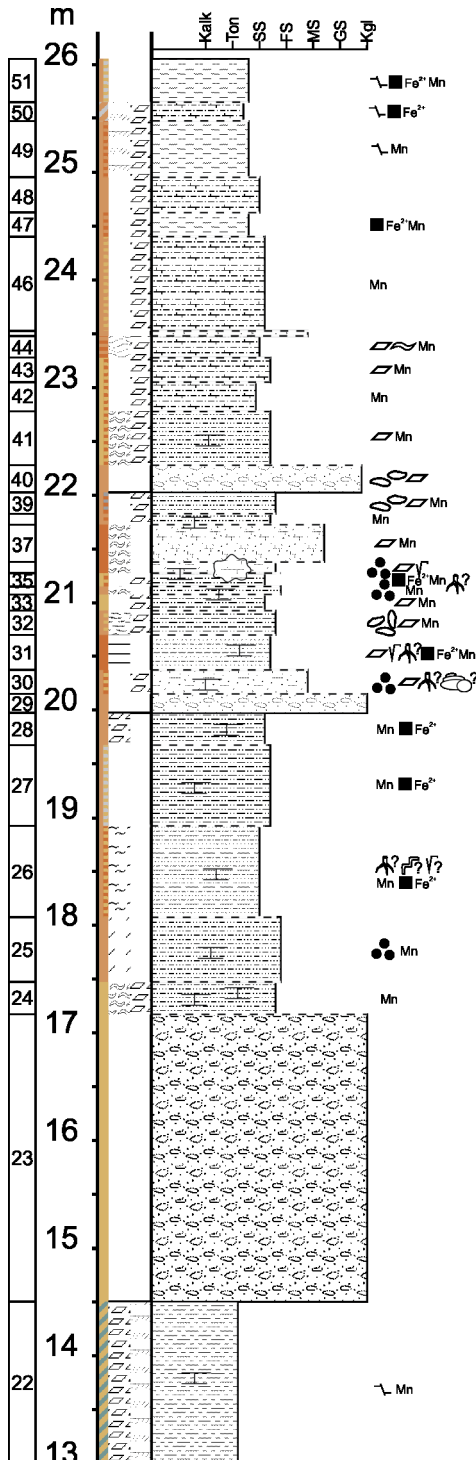 m
Kalk Ton SS FS MS GS Kgl
26
51 Fe²⁺ Mn
50 Fe²⁺
49 Mn
25
48
47 Fe²⁺ Mn
24
46 Mn
44 Mn
43 Mn
23
42 Mn
41 Mn
40
22
39 Mn
Mn
37 Mn
35 Fe²⁺ Mn ?
21
Mn
33 Mn
32 Mn
31 ? Fe²⁺ Mn
30 ? ?
29
20
28 Mn Fe²⁺
27 Mn Fe²⁺
19
26 ? ? ?
Mn Fe²⁺
18
25 Mn
24 Mn
17
16
23
15
14
22 Mn
13